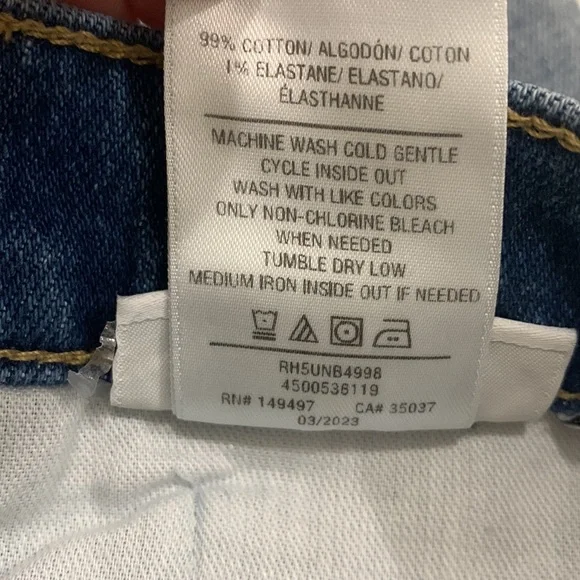 99% COTTON/ ALGODÓN/ COTON
1% ELASTANE/ ELASTANO/
ÉLASTHANNE
MACHINE WASH COLD GENTLE
CYCLE INSIDE OUT
WASH WITH LIKE COLORS
ONLY NON-CHLORINE BLEACH
WHEN NEEDED
TUMBLE DRY LOW
MEDIUM IRON INSIDE OUT IF NEEDED
RH5UNB4998
4500536119
RN# 149497 CA# 35037
03/2023